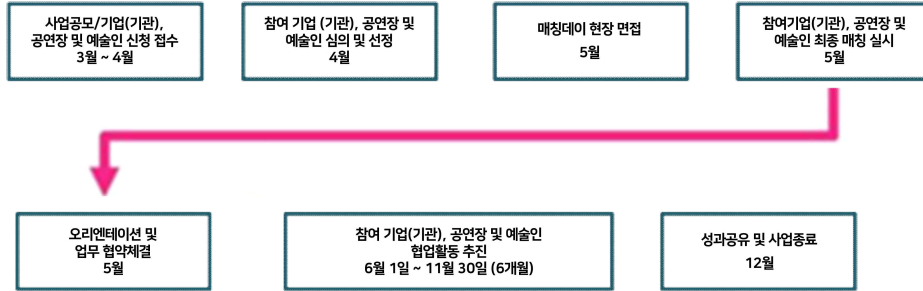 사업공모/기업(기관),
공연장 및 예술인 신청 접수
3월 ~ 4월
참여 기업 (기관), 공연장 및
예술인 심의 및 선정
4월
매칭데이 현장 면접
5월
참여기업(기관), 공연장 및
예술인 최종 매칭 실시
5월
오리엔테이션 및
업무 협약체결
5월
참여 기업(기관), 공연장 및 예술인
협업활동 추진
6월 1일 ~ 11월 30일 (6개월)
성과공유 및 사업종료
12월